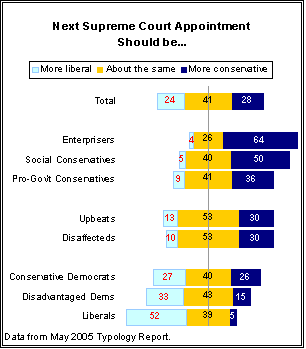 Next Supreme Court Appointment
Should be...
More liberal About the same More conservative
Total 24 41 28
Enterprisers 4 26 64
Social Conservatives 5 40 50
Pro-Gov't Conservatives 9 41 36
Upbeats 13 53 30
Disaffecteds 10 53 30
Conservative Democrats 27 40 26
Disadvantaged Dems 33 43 15
Liberals 52 39 5
Data from May 2005 Typology Report.